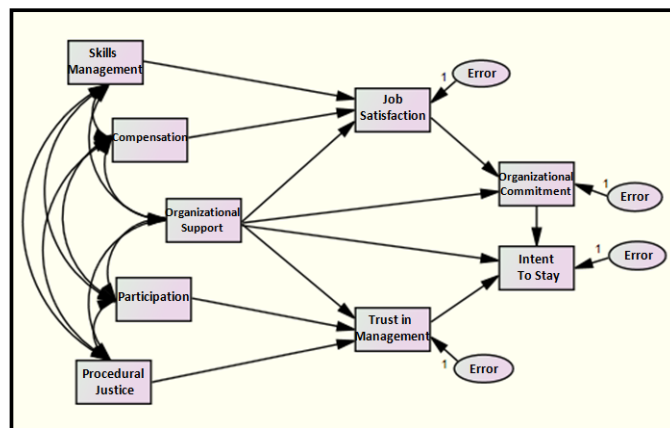 Skills
Management
1
Error
Job
Satisfaction
Compensation
Organizational
Commitment
1
Error
Organizational
Support
1
Error
Intent
To Stay
Participation
Trust in
Management
1
Error
Procedural
Justice